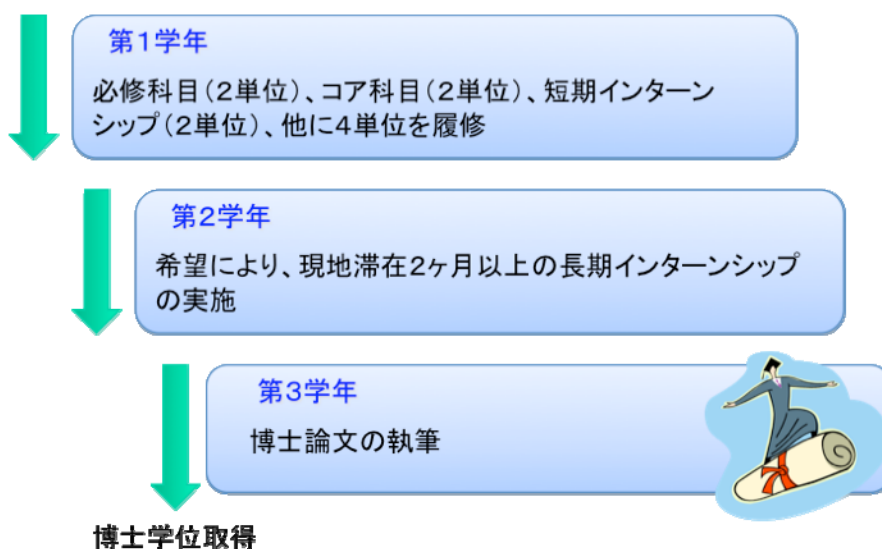 第1学年
必修科目(2単位)、コア科目(2単位)、短期インターン
シップ(2単位)、他に4単位を履修
第2学年
希望により、現地滞在2ヶ月以上の長期インターンシップ
の実施
第3学年
博士論文の執筆
博士学位取得